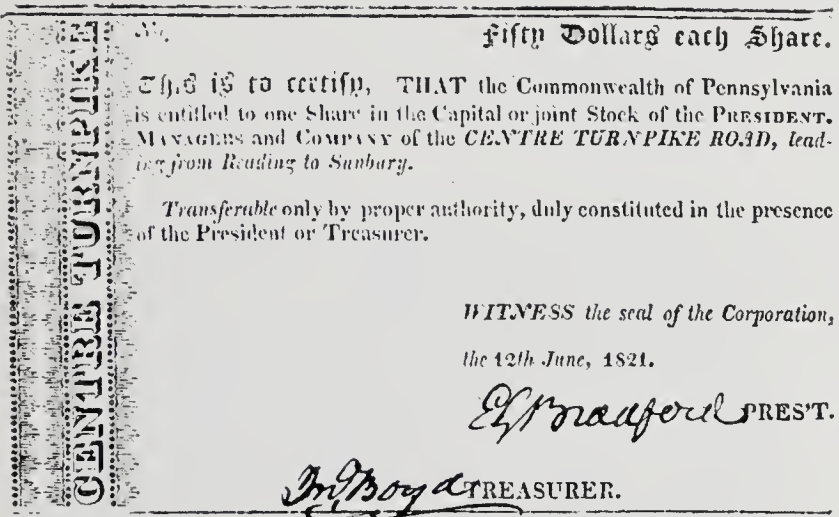 CENTRE TURNPIKE
No. Fifty Dollars each Share.
This is to certify, THAT the Commonwealth of Pennsylvania
is entitled to one Share in the Capital or joint Stock of the PRESIDENT.
MANAGERS and COMPANY of the CENTRE TURNPIKE ROAD, lead-
ing from Reading to Sunbury.
Transferable only by proper authority, duly constituted in the presence
of the President or Treasurer.
WITNESS the seal of the Corporation,
the 12th June, 1821.
Bradford PRES'T.
Boyd TREASURER.